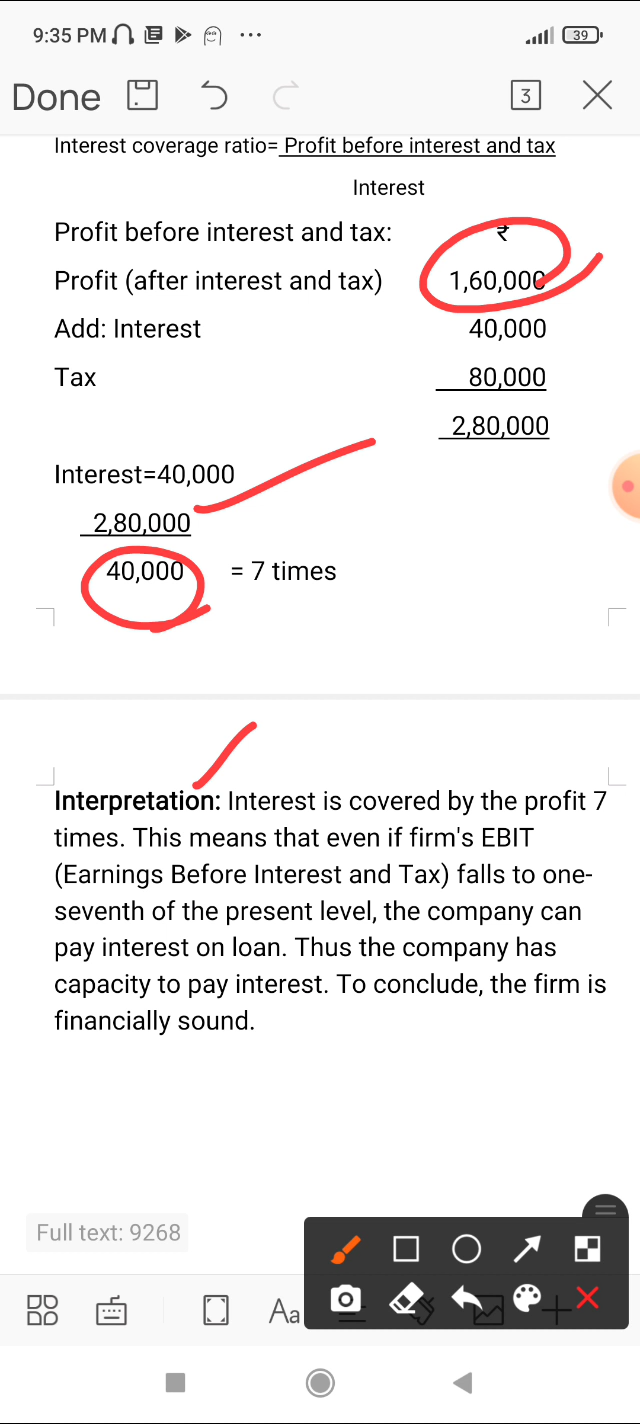 9:35 PM
39
Done
3
Interest coverage ratio= Profit before interest and tax
Interest
Profit before interest and tax: ₹
Profit (after interest and tax) 1,60,000
Add: Interest 40,000
Tax 80,000
2,80,000
Interest=40,000
2,80,000
40,000 = 7 times
Interpretation: Interest is covered by the profit 7
times. This means that even if firm's EBIT
(Earnings Before Interest and Tax) falls to one-
seventh of the present level, the company can
pay interest on loan. Thus the company has
capacity to pay interest. To conclude, the firm is
financially sound.
Full text: 9268
Aa